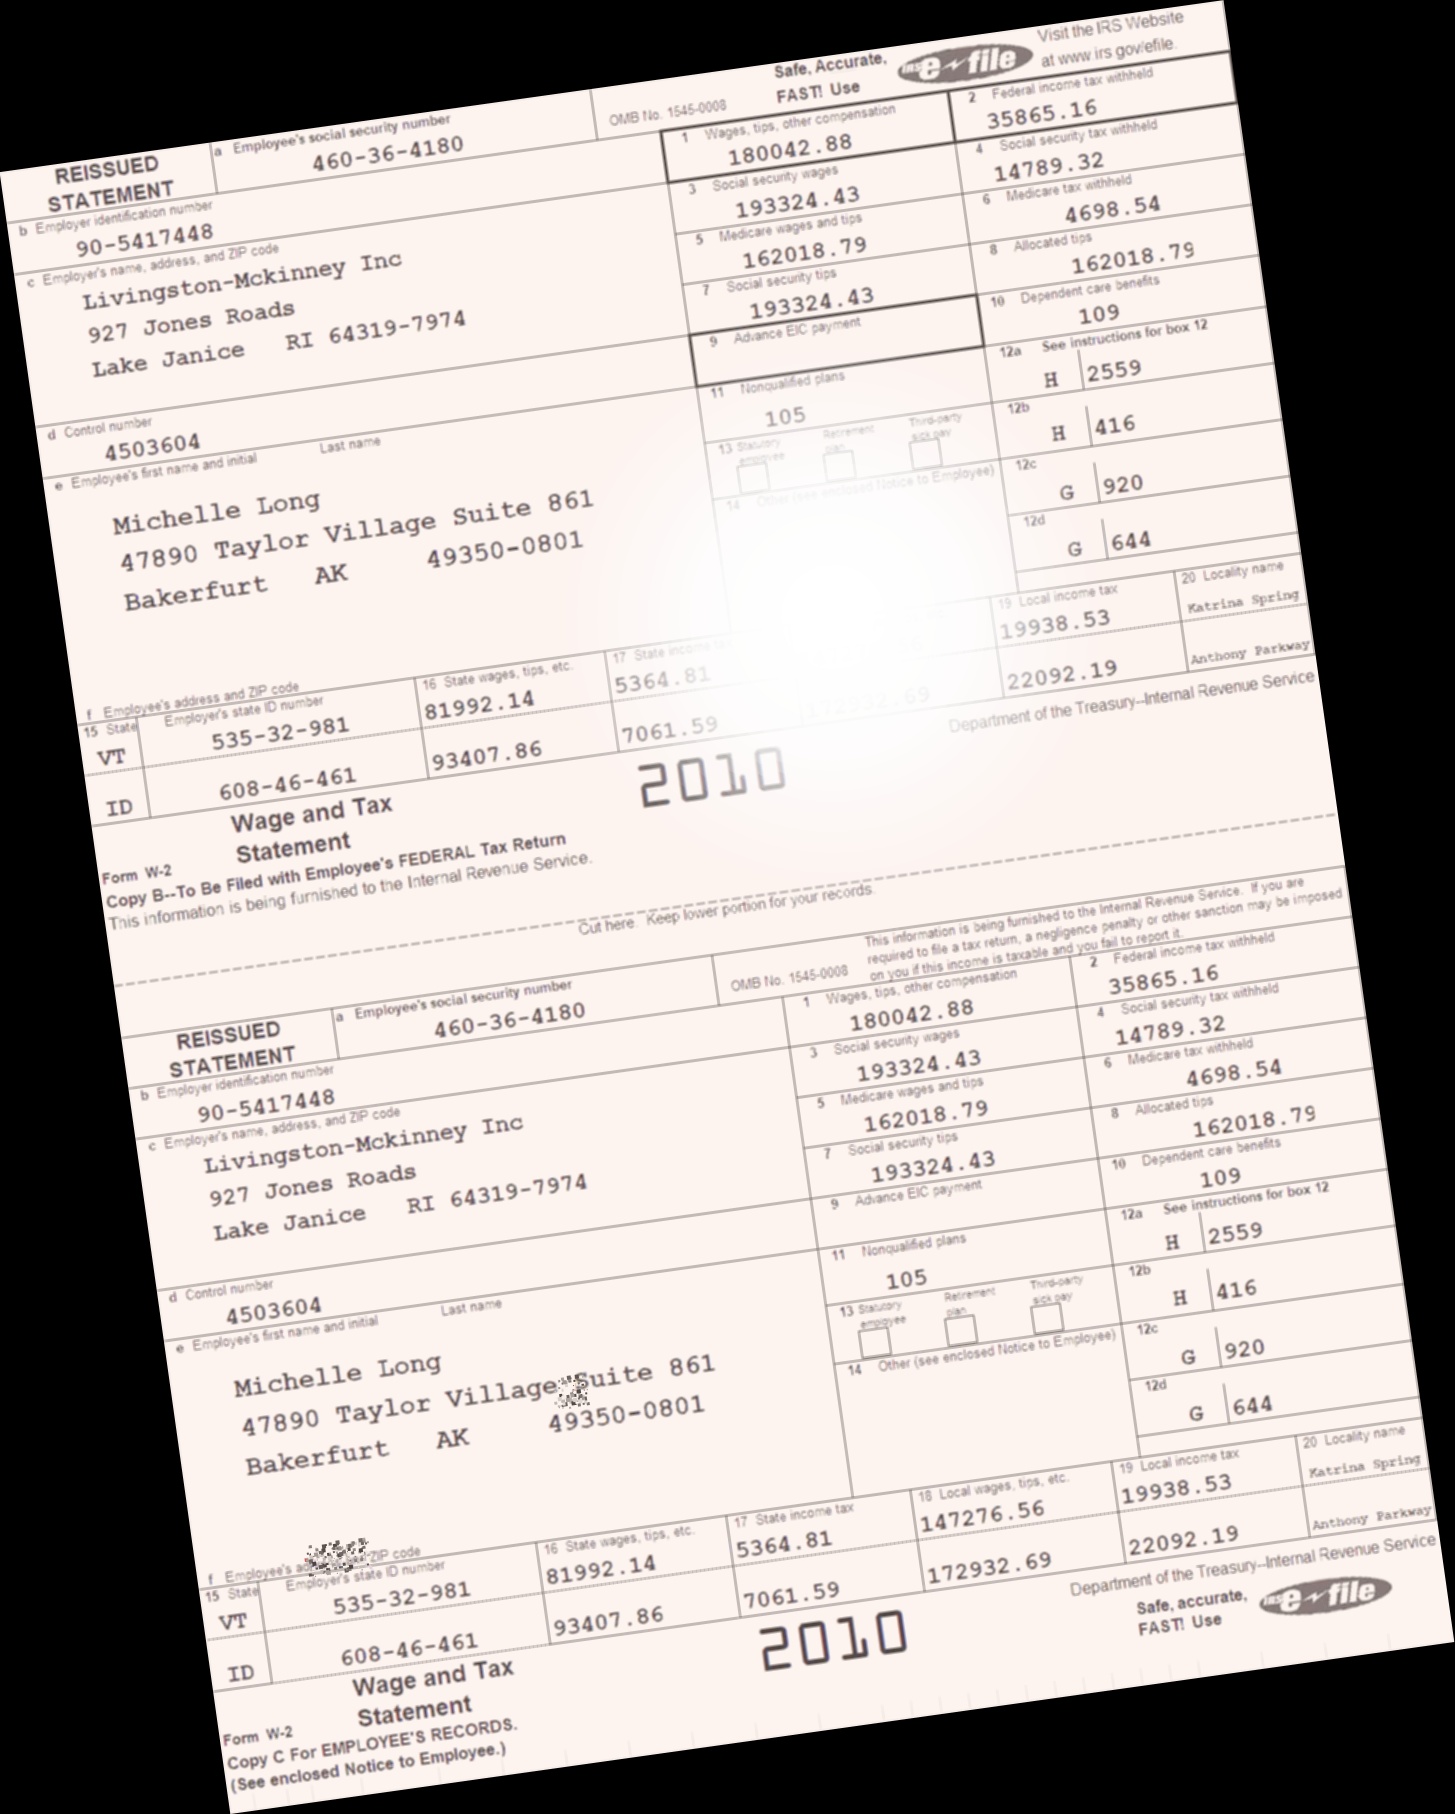 Safe, Accurate,
FAST! Use
IRS e-file
Visit the IRS Website
at www.irs.gov/efile.
REISSUED
STATEMENT
a Employee's social security number
460-36-4180
OMB No. 1545-0008
1 Wages, tips, other compensation
180042.88
2 Federal income tax withheld
35865.16
3 Social security wages
193324.43
4 Social security tax withheld
14789.32
b Employer identification number
90-5417448
5 Medicare wages and tips
162018.79
6 Medicare tax withheld
4698.54
c Employer's name, address, and ZIP code
Livingston-Mckinney Inc
927 Jones Roads
Lake Janice RI 64319-7974
7 Social security tips
193324.43
8 Allocated tips
162018.79
9 Advance EIC payment
10 Dependent care benefits
109
11 Nonqualified plans
105
12a See instructions for box 12
H 2559
d Control number
4503604
13 Statutory employee
Retirement plan
Third-party sick pay
12b
H 416
e Employee's first name and initial Last name
Michelle Long
47890 Taylor Village Suite 861
Bakerfurt AK 49350-0801
14 Other (see enclosed Notice to Employee)
12c
G 920
12d
G 644
f Employee's address and ZIP code
15 State Employer's state ID number
16 State wages, tips, etc.
17 State income tax
19 Local income tax
20 Locality name
VT 535-32-981 81992.14 5364.81 19938.53 Katrina Spring
ID 608-46-461 93407.86 7061.59 172932.69 22092.19 Anthony Parkway
Form W-2
Wage and Tax
Statement
2010
Department of the Treasury--Internal Revenue Service
Copy B--To Be Filed with Employee's FEDERAL Tax Return
This information is being furnished to the Internal Revenue Service.
Cut here. Keep lower portion for your records.
This information is being furnished to the Internal Revenue Service. If you are
required to file a tax return, a negligence penalty or other sanction may be imposed
on you if this income is taxable and you fail to report it.
REISSUED
STATEMENT
a Employee's social security number
460-36-4180
OMB No. 1545-0008
1 Wages, tips, other compensation
180042.88
2 Federal income tax withheld
35865.16
3 Social security wages
193324.43
4 Social security tax withheld
14789.32
b Employer identification number
90-5417448
5 Medicare wages and tips
162018.79
6 Medicare tax withheld
4698.54
c Employer's name, address, and ZIP code
Livingston-Mckinney Inc
927 Jones Roads
Lake Janice RI 64319-7974
7 Social security tips
193324.43
8 Allocated tips
162018.79
9 Advance EIC payment
10 Dependent care benefits
109
11 Nonqualified plans
105
12a See instructions for box 12
H 2559
d Control number
4503604
13 Statutory employee
Retirement plan
Third-party sick pay
12b
H 416
e Employee's first name and initial Last name
Michelle Long
47890 Taylor Village Suite 861
Bakerfurt AK 49350-0801
14 Other (see enclosed Notice to Employee)
12c
G 920
12d
G 644
f Employee's address and ZIP code
15 State Employer's state ID number
16 State wages, tips, etc.
17 State income tax
18 Local wages, tips, etc.
19 Local income tax
20 Locality name
VT 535-32-981 81992.14 5364.81 147276.56 19938.53 Katrina Spring
ID 608-46-461 93407.86 7061.59 172932.69 22092.19 Anthony Parkway
Form W-2
Wage and Tax
Statement
2010
Department of the Treasury--Internal Revenue Service
Safe, accurate,
FAST! Use
IRS e-file
Copy C For EMPLOYEE'S RECORDS.
(See enclosed Notice to Employee.)